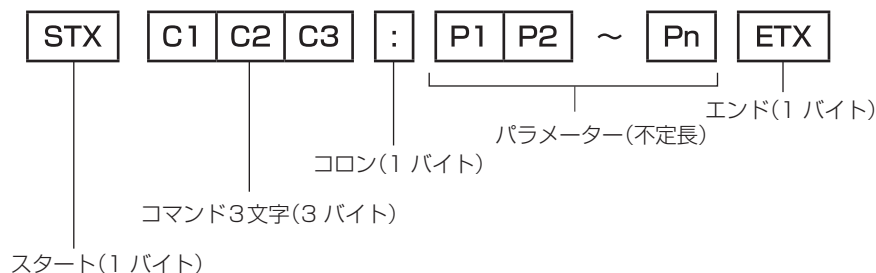 STX C1 C2 C3 : P1 P2 ～ Pn ETX
エンド(1 バイト)
パラメーター(不定長)
コロン(1 バイト)
コマンド3文字(3 バイト)
スタート(1 バイト)